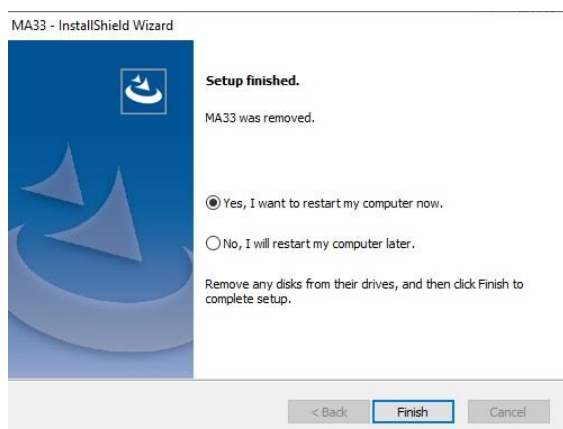 MA33 - InstallShield Wizard
Setup finished.
MA33 was removed.
Yes, I want to restart my computer now.
No, I will restart my computer later.
Remove any disks from their drives, and then click Finish to
complete setup.
< Back
Finish
Cancel